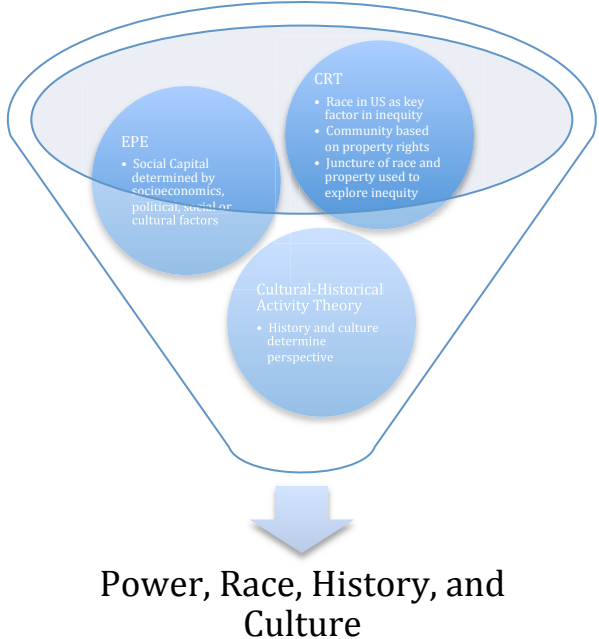 CRT
• Race in US as key
factor in inequity
• Community based
on property rights
• Juncture of race and
property used to
explore inequity
EPE
• Social Capital
determined by
socioeconomics,
political, social or
cultural factors
Cultural-Historical
Activity Theory
• History and culture
determine
perspective
Power, Race, History, and
Culture